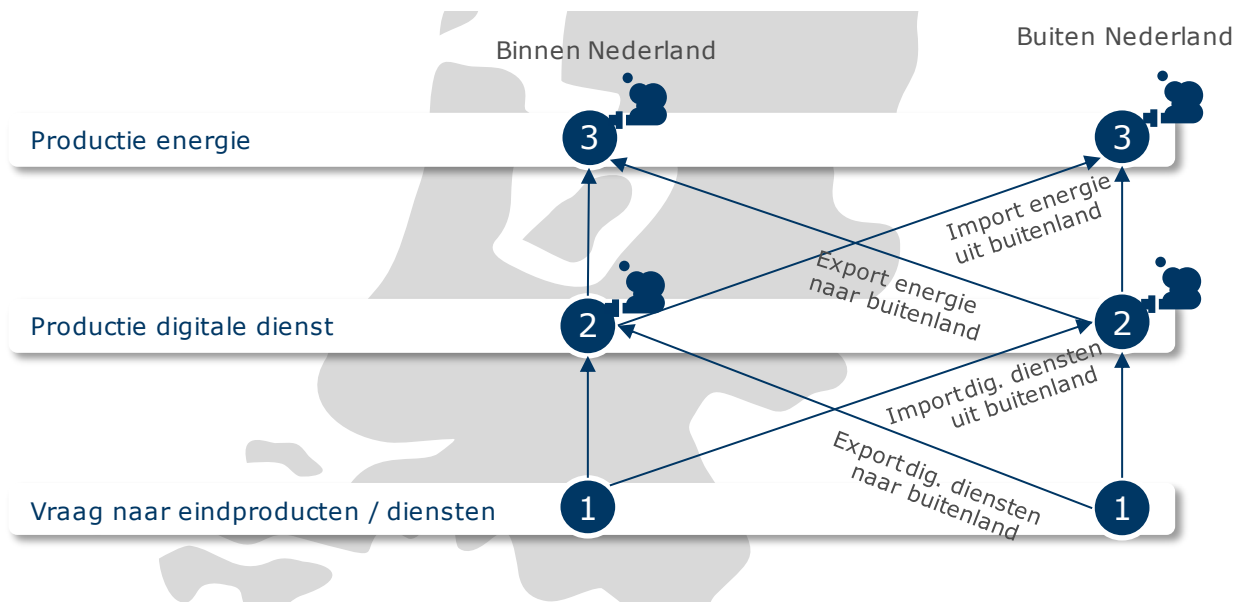 Binnen Nederland
Buiten Nederland
Productie energie
3
3
Import energie
uit buitenland
Export energie
naar buitenland
Productie digitale dienst
2
2
Import dig. diensten
uit buitenland
Export dig. diensten
naar buitenland
Vraag naar eindproducten / diensten
1
1